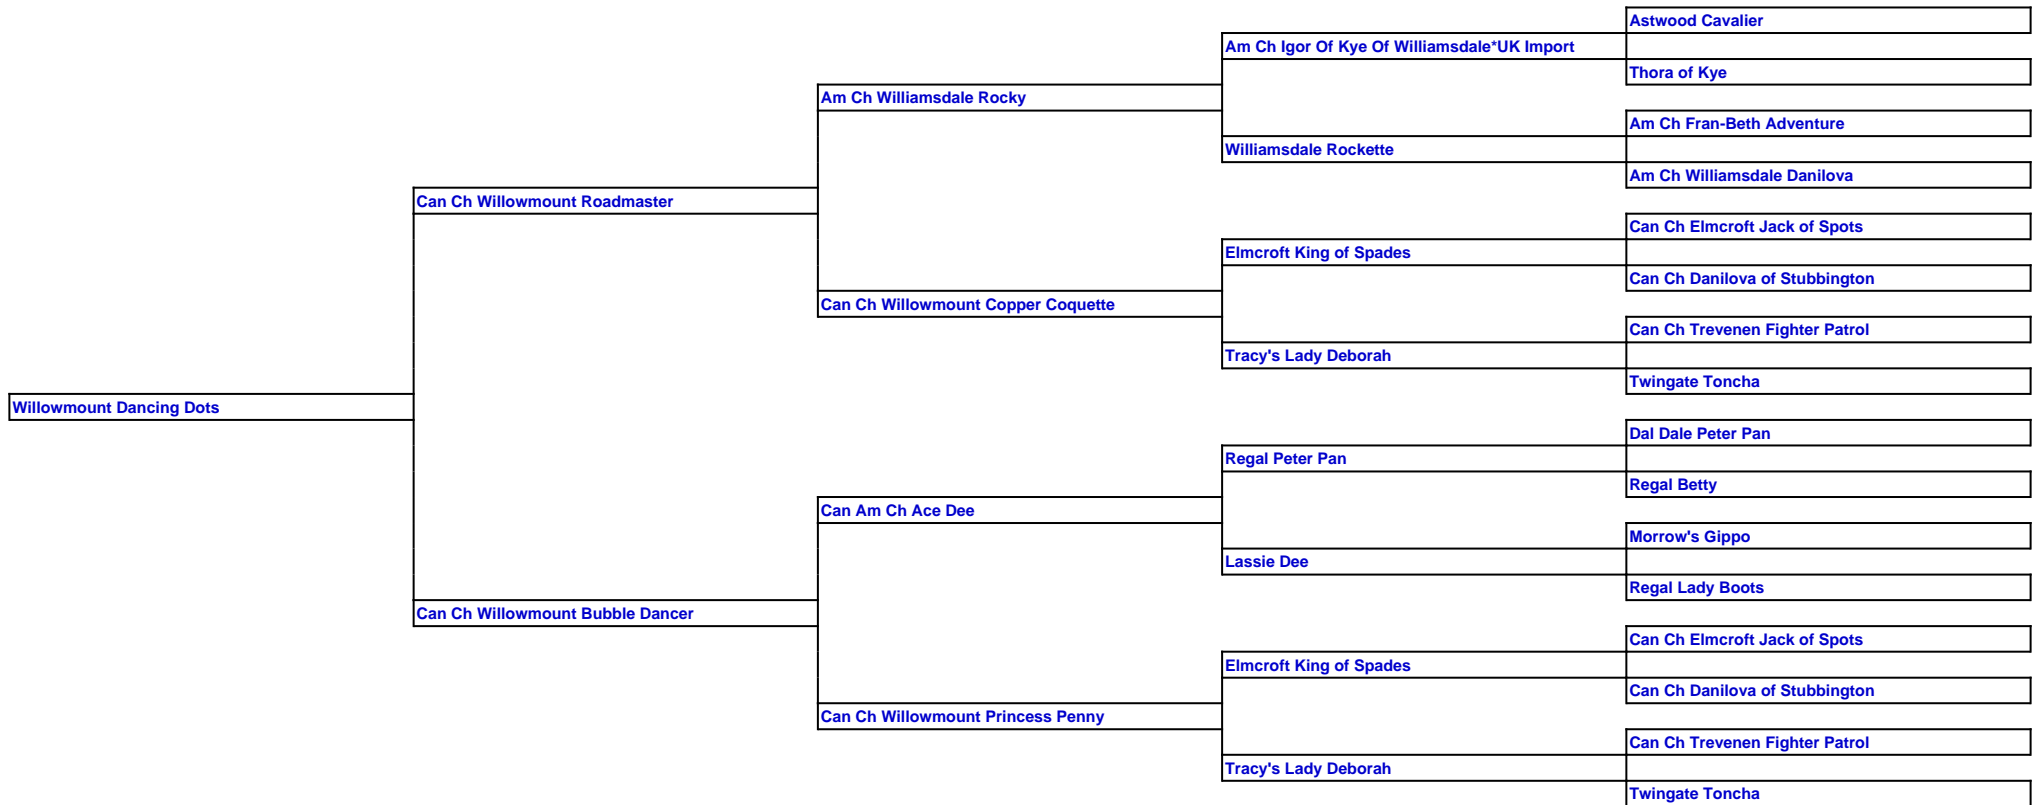 Astwood Cavalier
Am Ch Igor Of Kye Of Williamsdale*UK Import
Thora of Kye
Am Ch Williamsdale Rocky
Am Ch Fran-Beth Adventure
Williamsdale Rockette
Am Ch Williamsdale Danilova
Can Ch Willowmount Roadmaster
Can Ch Elmcroft Jack of Spots
Elmcroft King of Spades
Can Ch Danilova of Stubbington
Can Ch Willowmount Copper Coquette
Can Ch Trevenen Fighter Patrol
Tracy's Lady Deborah
Twingate Toncha
Willowmount Dancing Dots
Dal Dale Peter Pan
Regal Peter Pan
Regal Betty
Can Am Ch Ace Dee
Morrow's Gippo
Lassie Dee
Regal Lady Boots
Can Ch Willowmount Bubble Dancer
Can Ch Elmcroft Jack of Spots
Elmcroft King of Spades
Can Ch Danilova of Stubbington
Can Ch Willowmount Princess Penny
Can Ch Trevenen Fighter Patrol
Tracy's Lady Deborah
Twingate Toncha